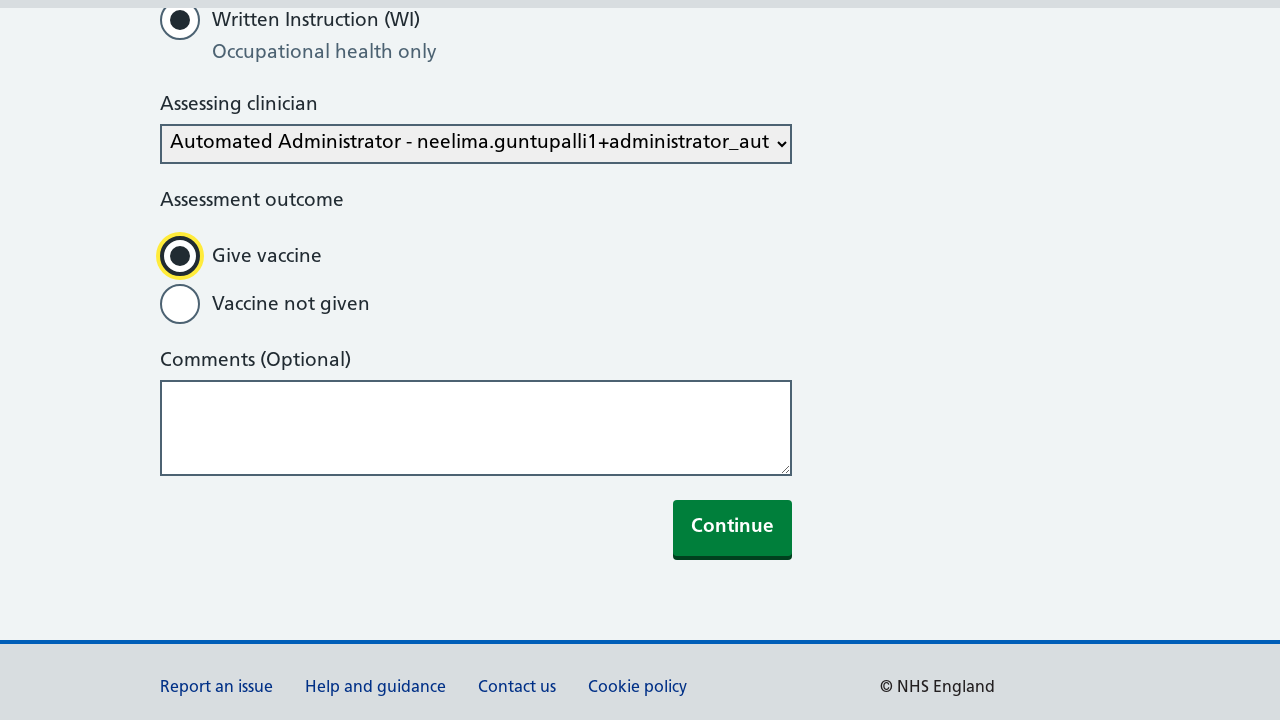 Written Instruction (WI)
Occupational health only
Assessing clinician
Automated Administrator - neelima.guntupalli1+administrator_aut
Assessment outcome
Give vaccine
Vaccine not given
Comments (Optional)
Continue
Report an issue Help and guidance Contact us Cookie policy © NHS England